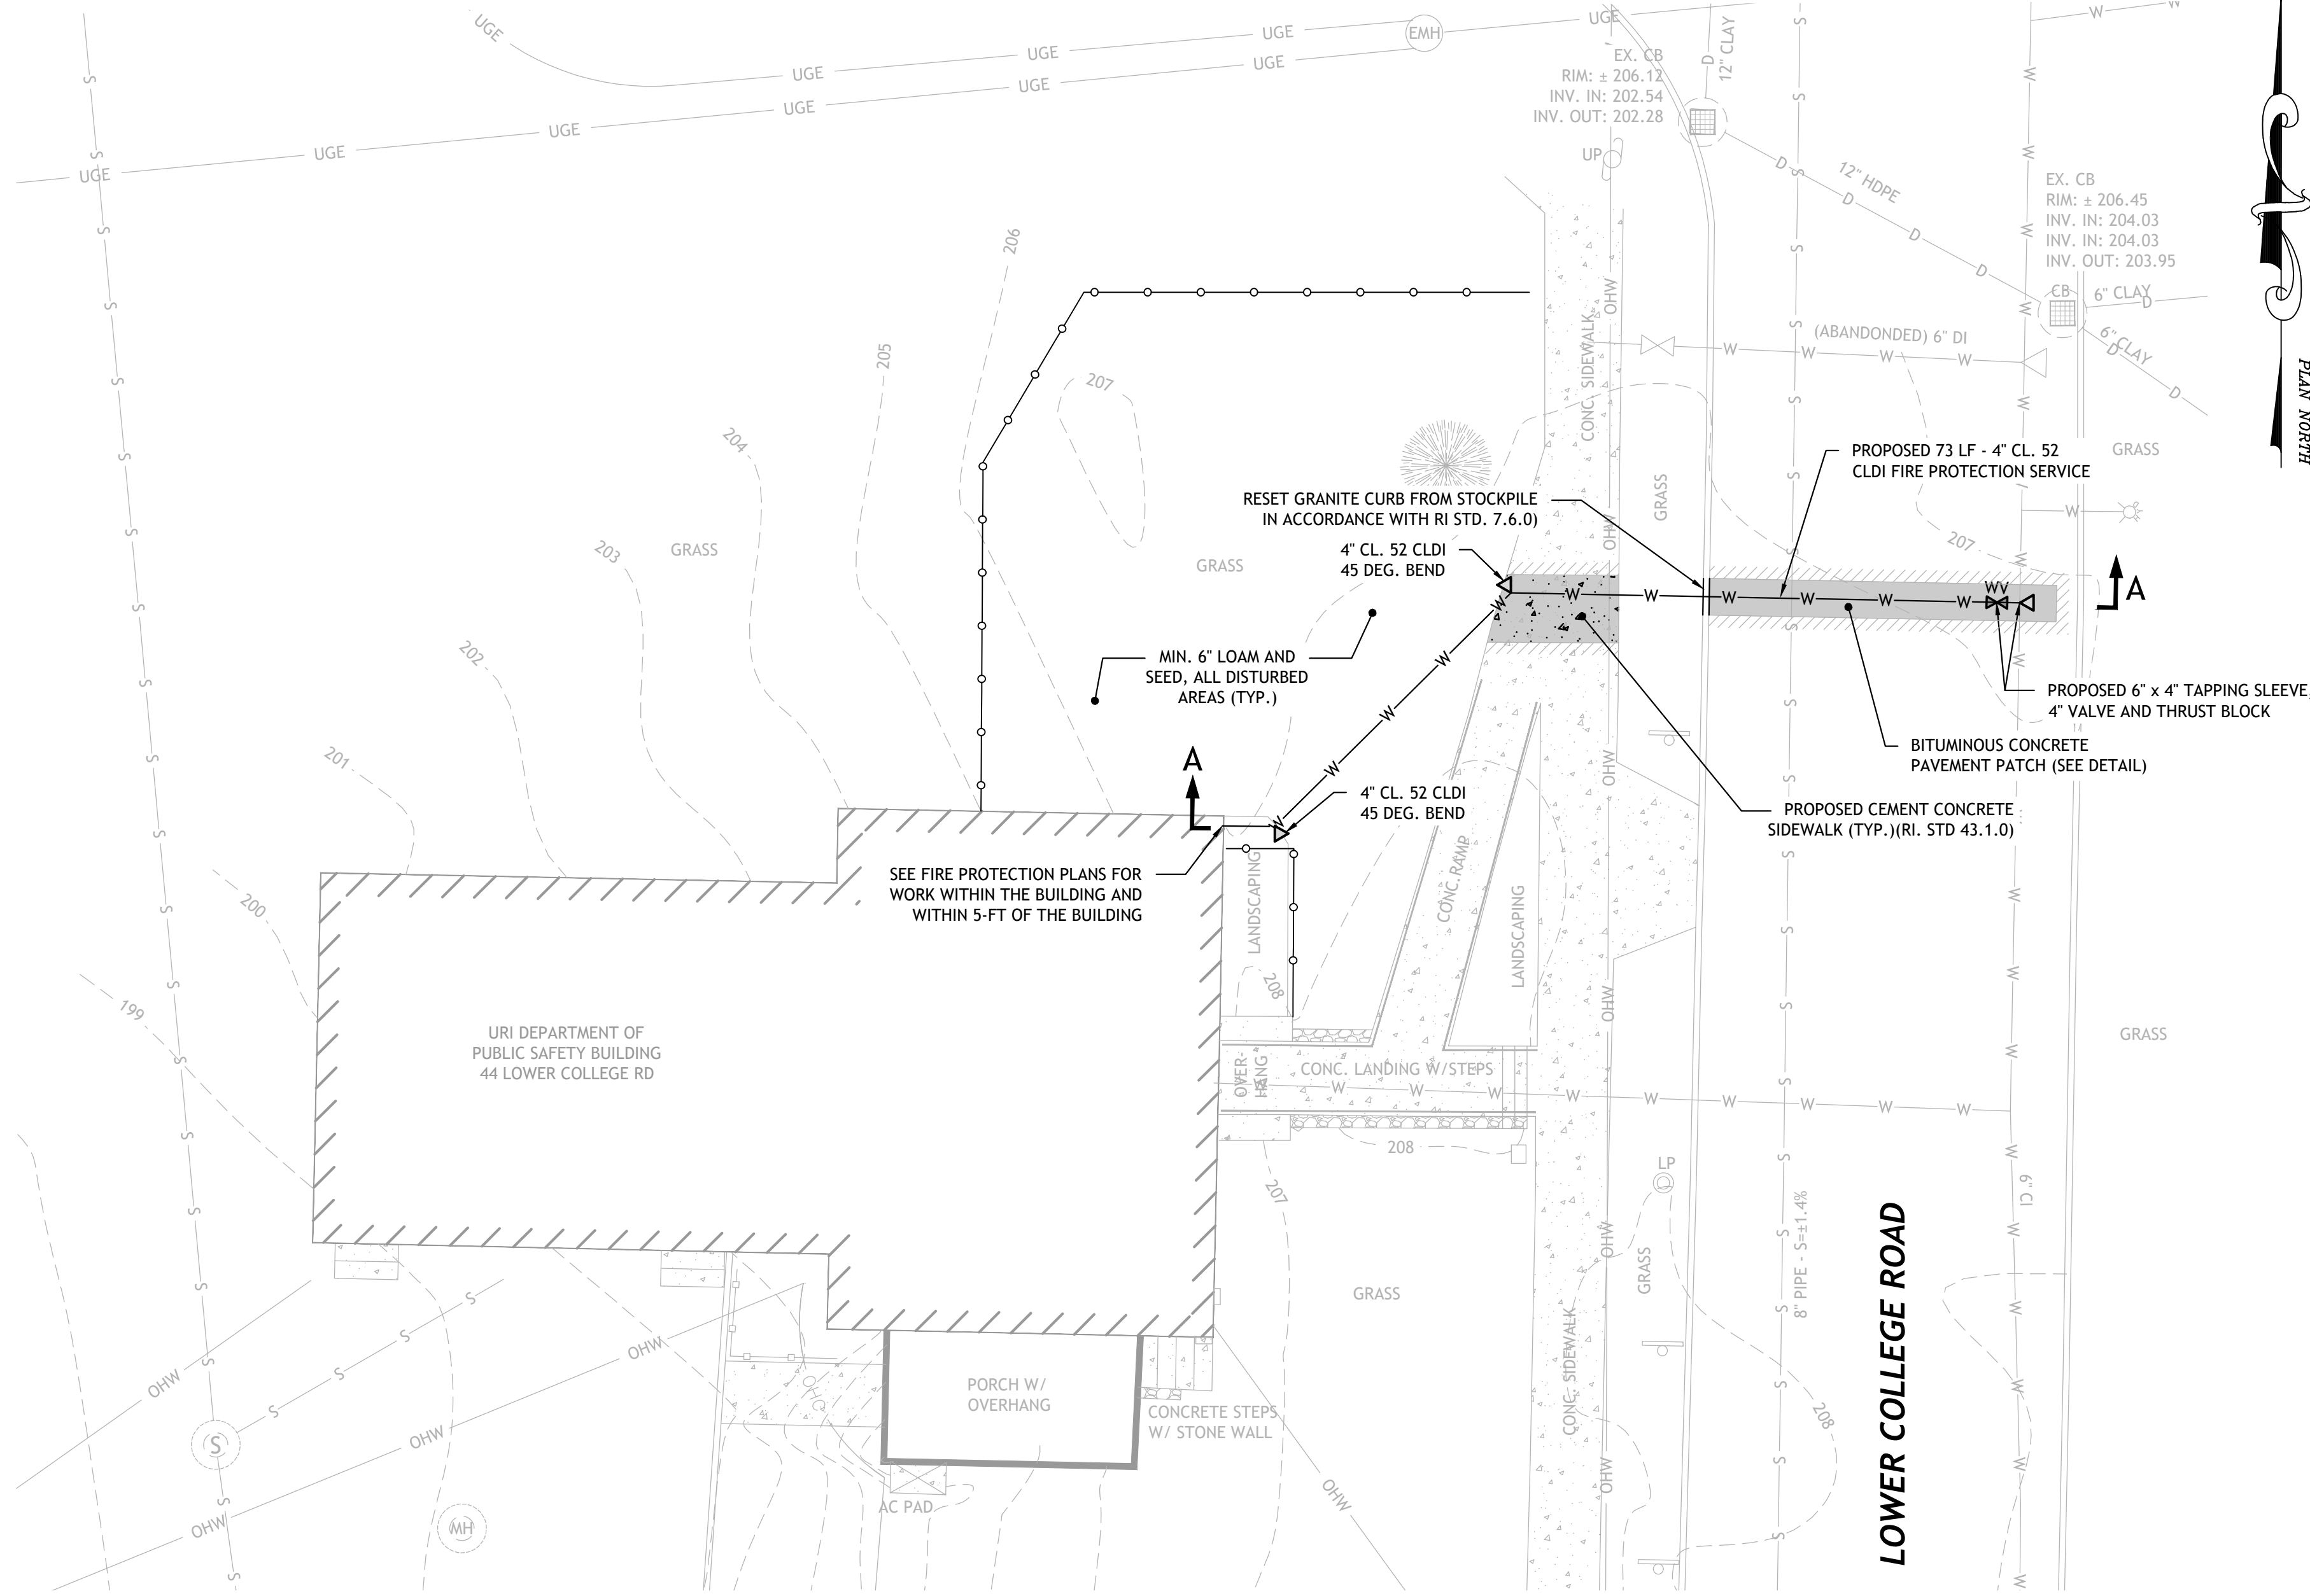 UGE
UGE
UGE
UGE
EMH
UGE
UGE
UGE
UGE
UGE
UGE
UGE
EX. CB
RIM: ± 206.12
INV. IN: 202.54
INV. OUT: 202.28
UP
12" CLAY
12" HDPE
EX. CB
RIM: ± 206.45
INV. IN: 204.03
INV. IN: 204.03
INV. OUT: 203.95
CB
6" CLAY
6" CLAY
PLAN NORTH
(ABANDONDED) 6" DI
CONC. SIDEWALK
OHW
206
205
207
204
203
202
201
200
199
GRASS
GRASS
GRASS
GRASS
PROPOSED 73 LF - 4" CL. 52
CLDI FIRE PROTECTION SERVICE
RESET GRANITE CURB FROM STOCKPILE
IN ACCORDANCE WITH RI STD. 7.6.0)
OHW
4" CL. 52 CLDI
45 DEG. BEND
207
WV
A
MIN. 6" LOAM AND
SEED, ALL DISTURBED
AREAS (TYP.)
PROPOSED 6" x 4" TAPPING SLEEVE,
4" VALVE AND THRUST BLOCK
BITUMINOUS CONCRETE
PAVEMENT PATCH (SEE DETAIL)
A
4" CL. 52 CLDI
45 DEG. BEND
OHW
PROPOSED CEMENT CONCRETE
SIDEWALK (TYP.)(RI. STD 43.1.0)
SEE FIRE PROTECTION PLANS FOR
WORK WITHIN THE BUILDING AND
WITHIN 5-FT OF THE BUILDING
LANDSCAPING
CONC.RAMP
LANDSCAPING
208
OHW
URI DEPARTMENT OF
PUBLIC SAFETY BUILDING
44 LOWER COLLEGE RD
OVER-
HANG
CONC. LANDING W/STEPS
GRASS
208
LP
207
6" CI
8" PIPE - S=±1.4%
LOWER COLLEGE ROAD
GRASS
GRASS
OHW
CONC. SIDEWALK
208
OHW
OHW
OHW
OHW
OHW
OHW
S
MH
PORCH W/
OVERHANG
CONCRETE STEPS
W/ STONE WALL
AC PAD